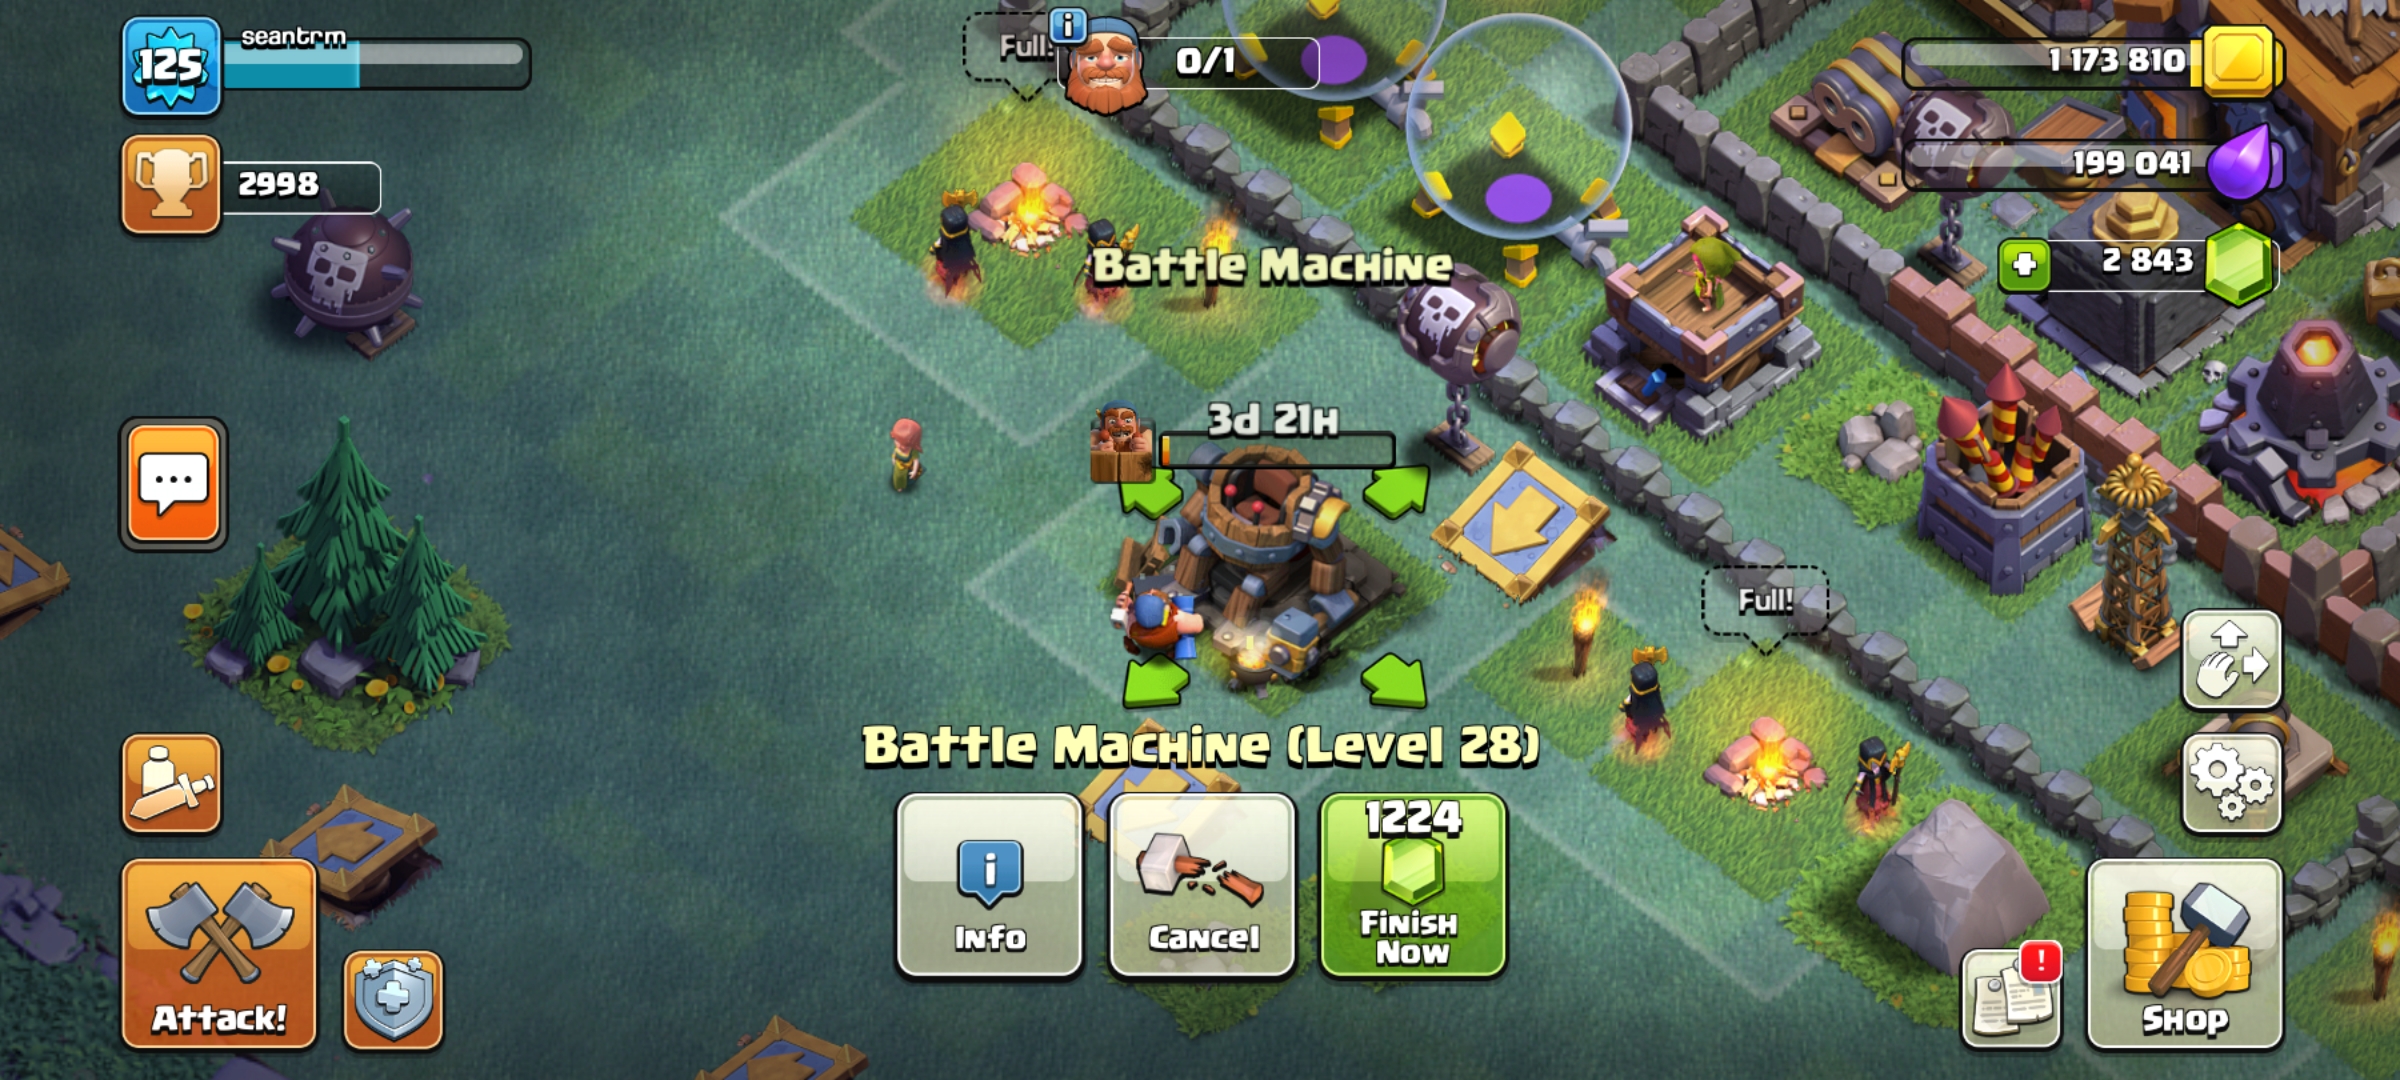 seantrm
125
Full!
0/1
1 173 810
2998
199 041
Battle Machine
2 843
3d 21H
Full!
Battle Machine (Level 28)
1224
Info
Cancel
Finish
Now
Attack!
!
Shop